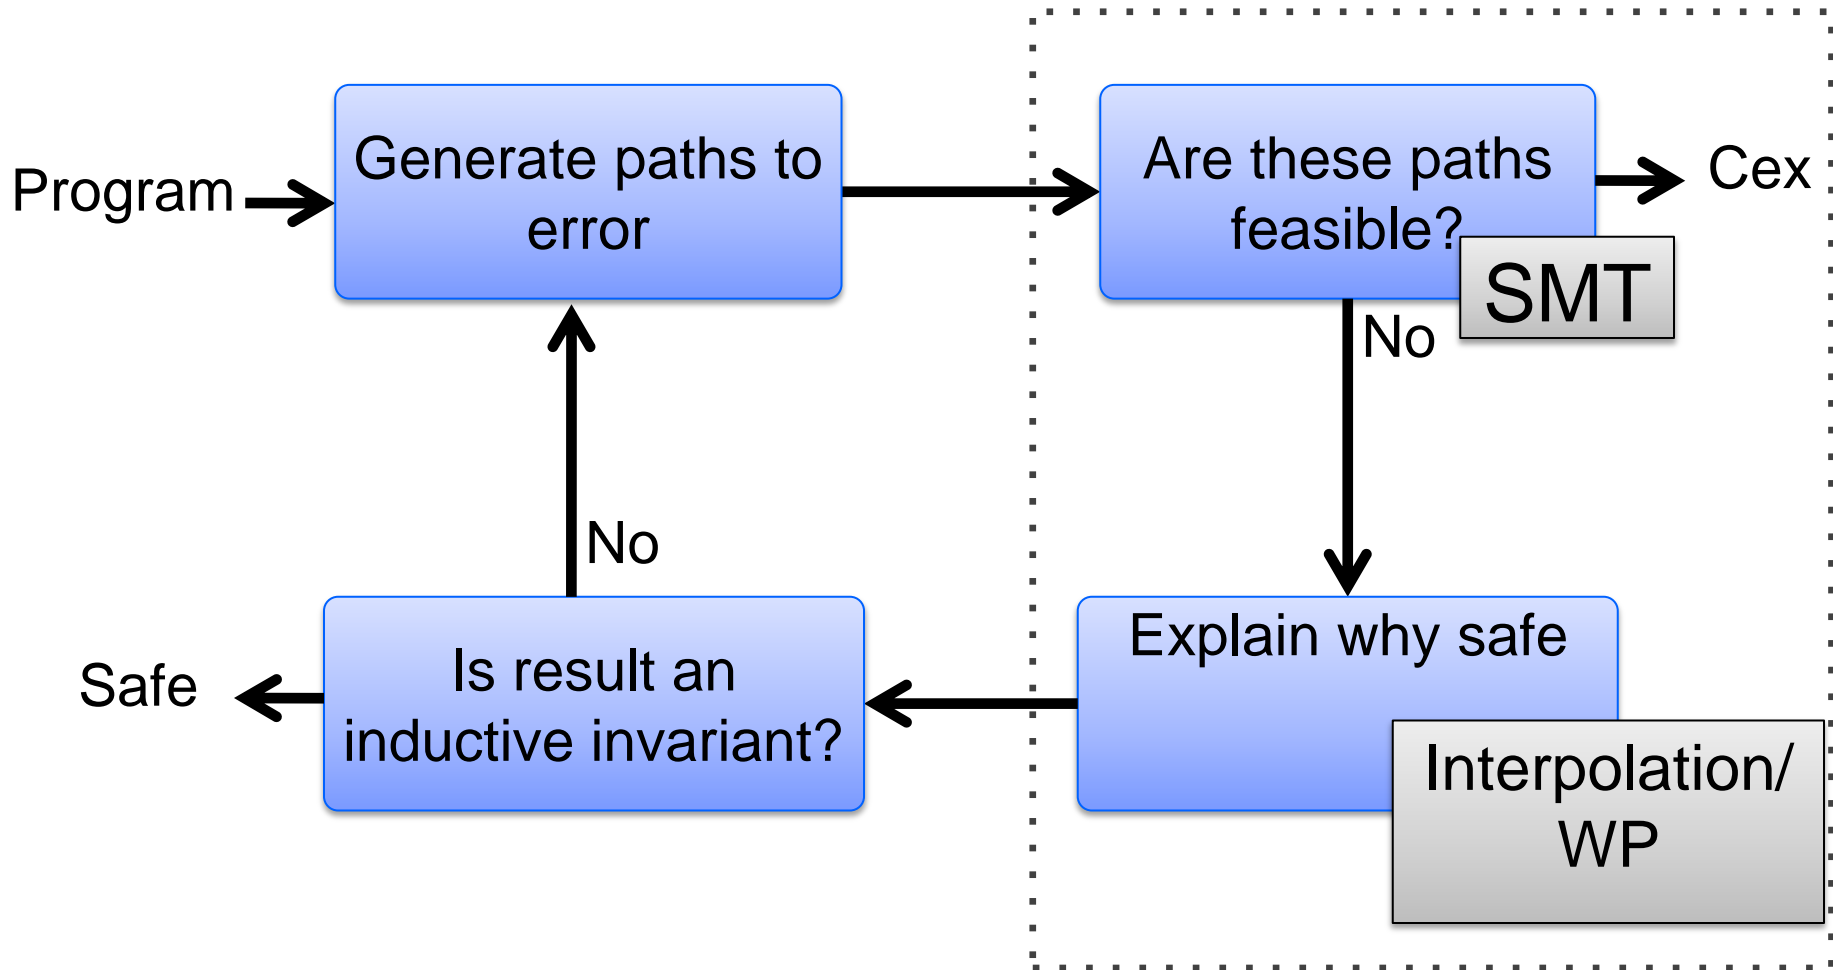 Program
Generate paths to
error
Are these paths
feasible?
SMT
Cex
No
No
Explain why safe
Interpolation/
WP
Is result an
inductive invariant?
Safe